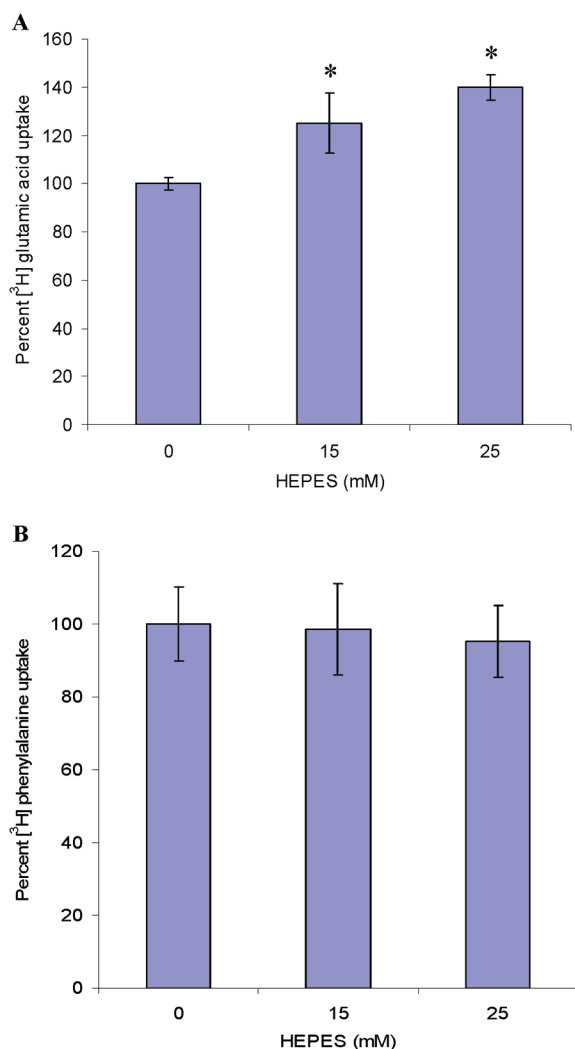 A
Percent [³H] glutamic acid uptake
160
140
120
100
80
60
40
20
0
*
*
0 15 25
HEPES (mM)
B
Percent [³H] phenylalanine uptake
120
100
80
60
40
20
0
0 15 25
HEPES (mM)